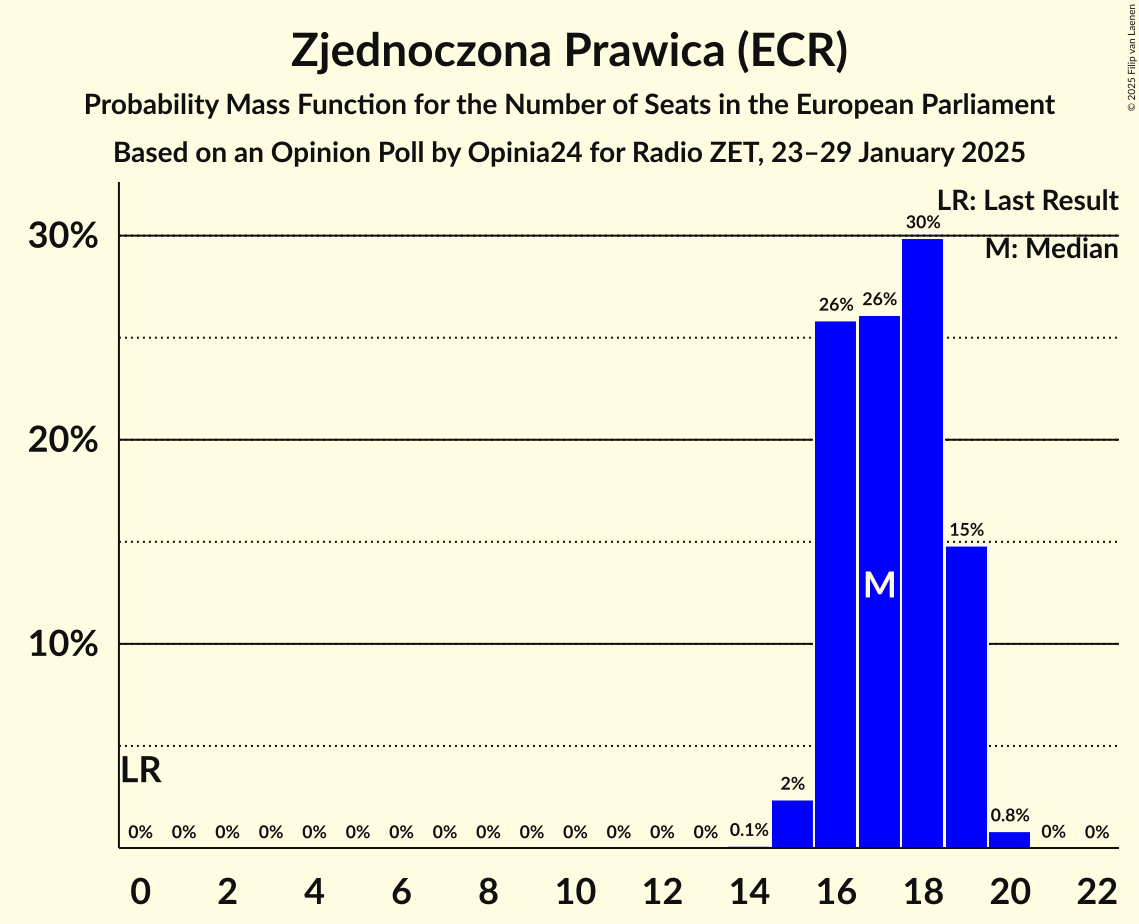 Zjednoczona Prawica (ECR)
Probability Mass Function for the Number of Seats in the European Parliament
Based on an Opinion Poll by Opinia24 for Radio ZET, 23–29 January 2025
© 2025 Filip van Laenen
LR: Last Result
M: Median
30%
20%
10%
30%
26%
26%
15%
M
LR
0%
0%
0%
0%
0%
0%
0%
0%
0%
0%
0%
0%
0%
0%
0.1%
2%
0.8%
0%
0%
0 2 4 6 8 10 12 14 16 18 20 22